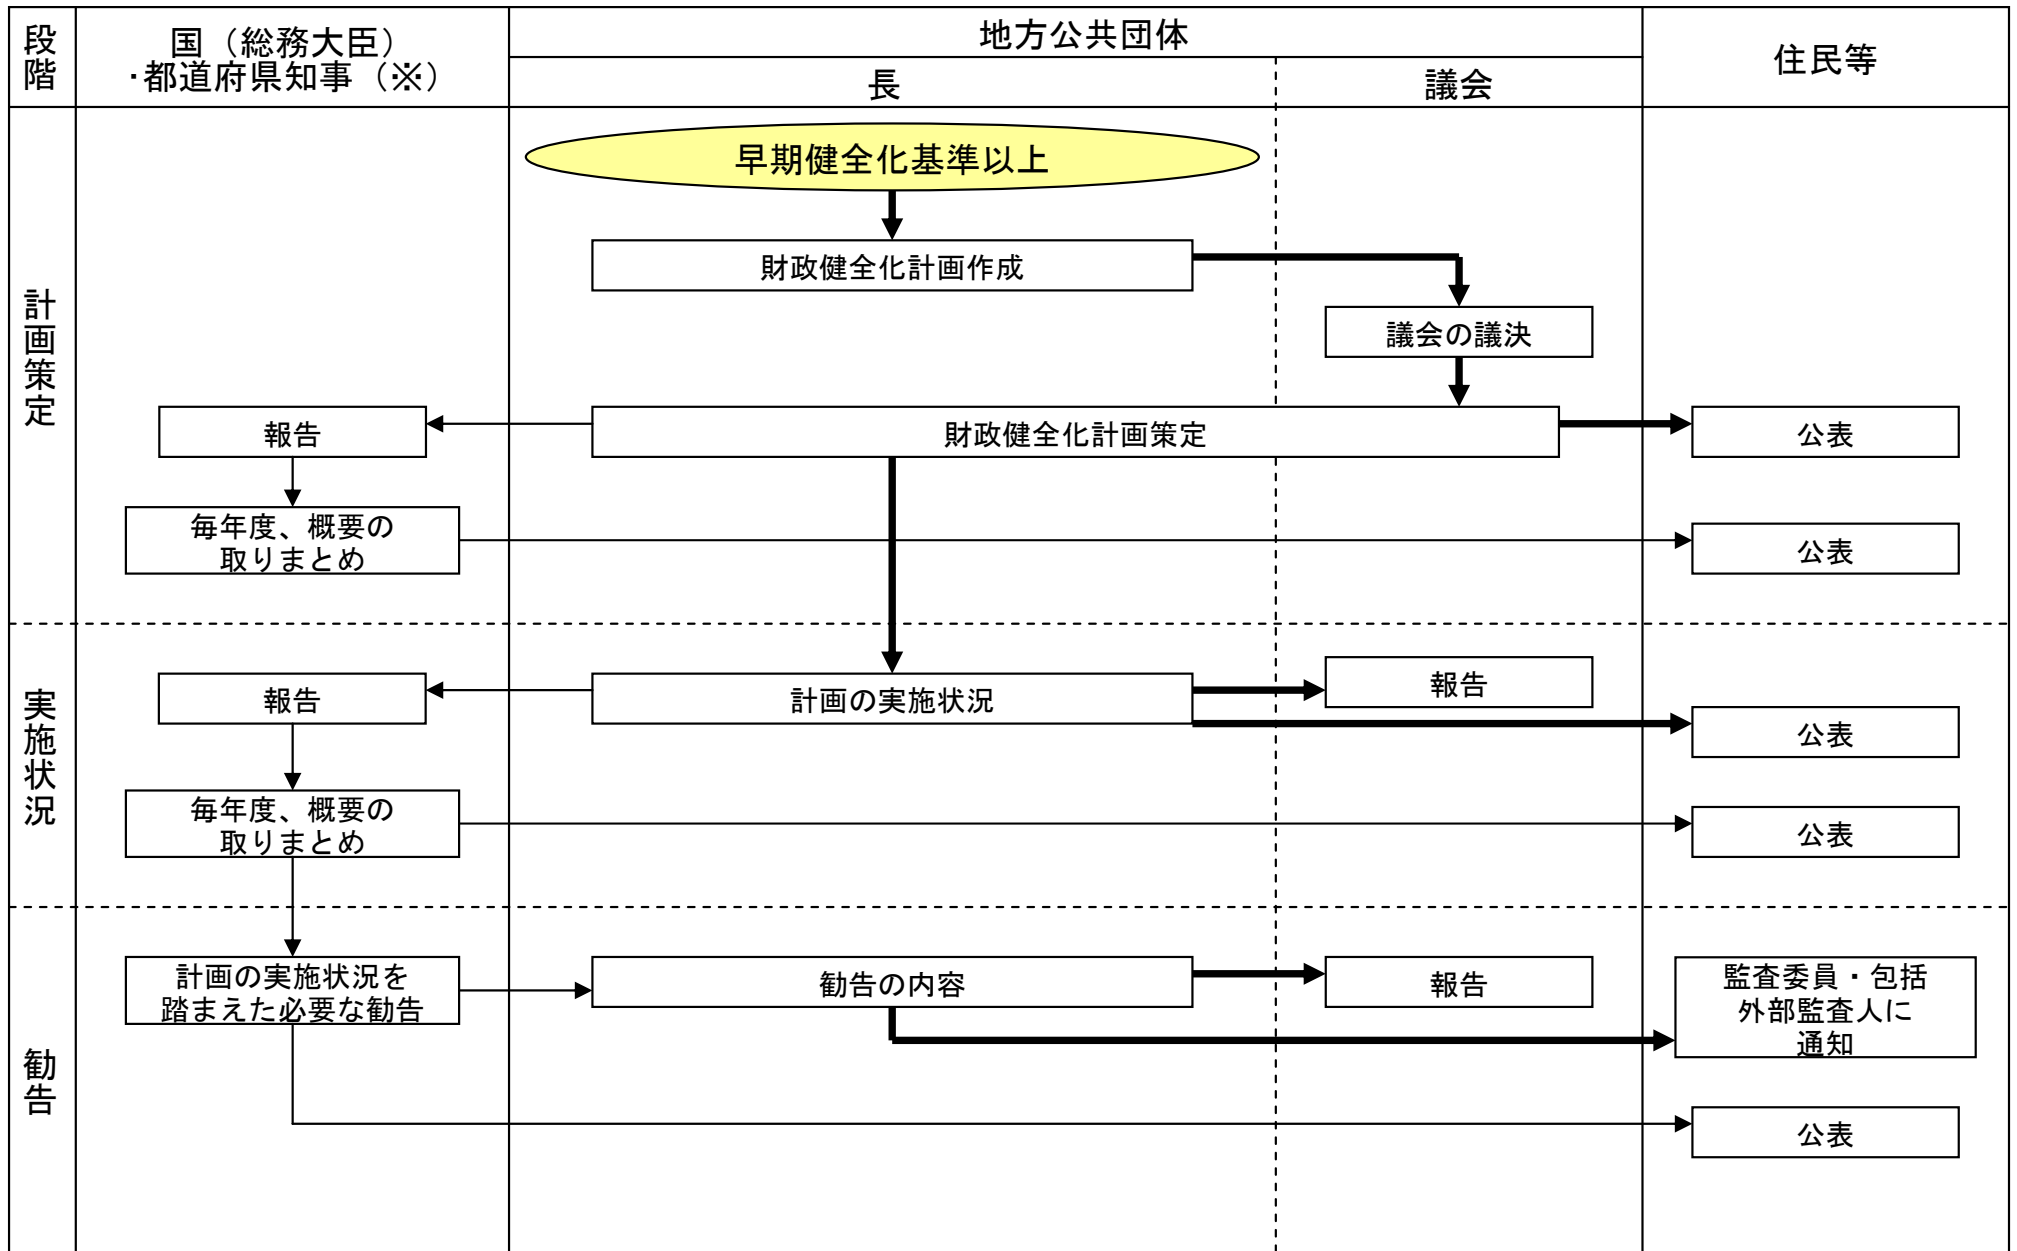 段階
国（総務大臣）
・都道府県知事（※）
地方公共団体
長
議会
住民等
計画策定
早期健全化基準以上
財政健全化計画作成
議会の議決
報告
財政健全化計画策定
公表
毎年度、概要の
取りまとめ
公表
実施状況
報告
計画の実施状況
報告
公表
毎年度、概要の
取りまとめ
公表
勧告
計画の実施状況を
踏まえた必要な勧告
勧告の内容
報告
監査委員・包括
外部監査人に
通知
公表